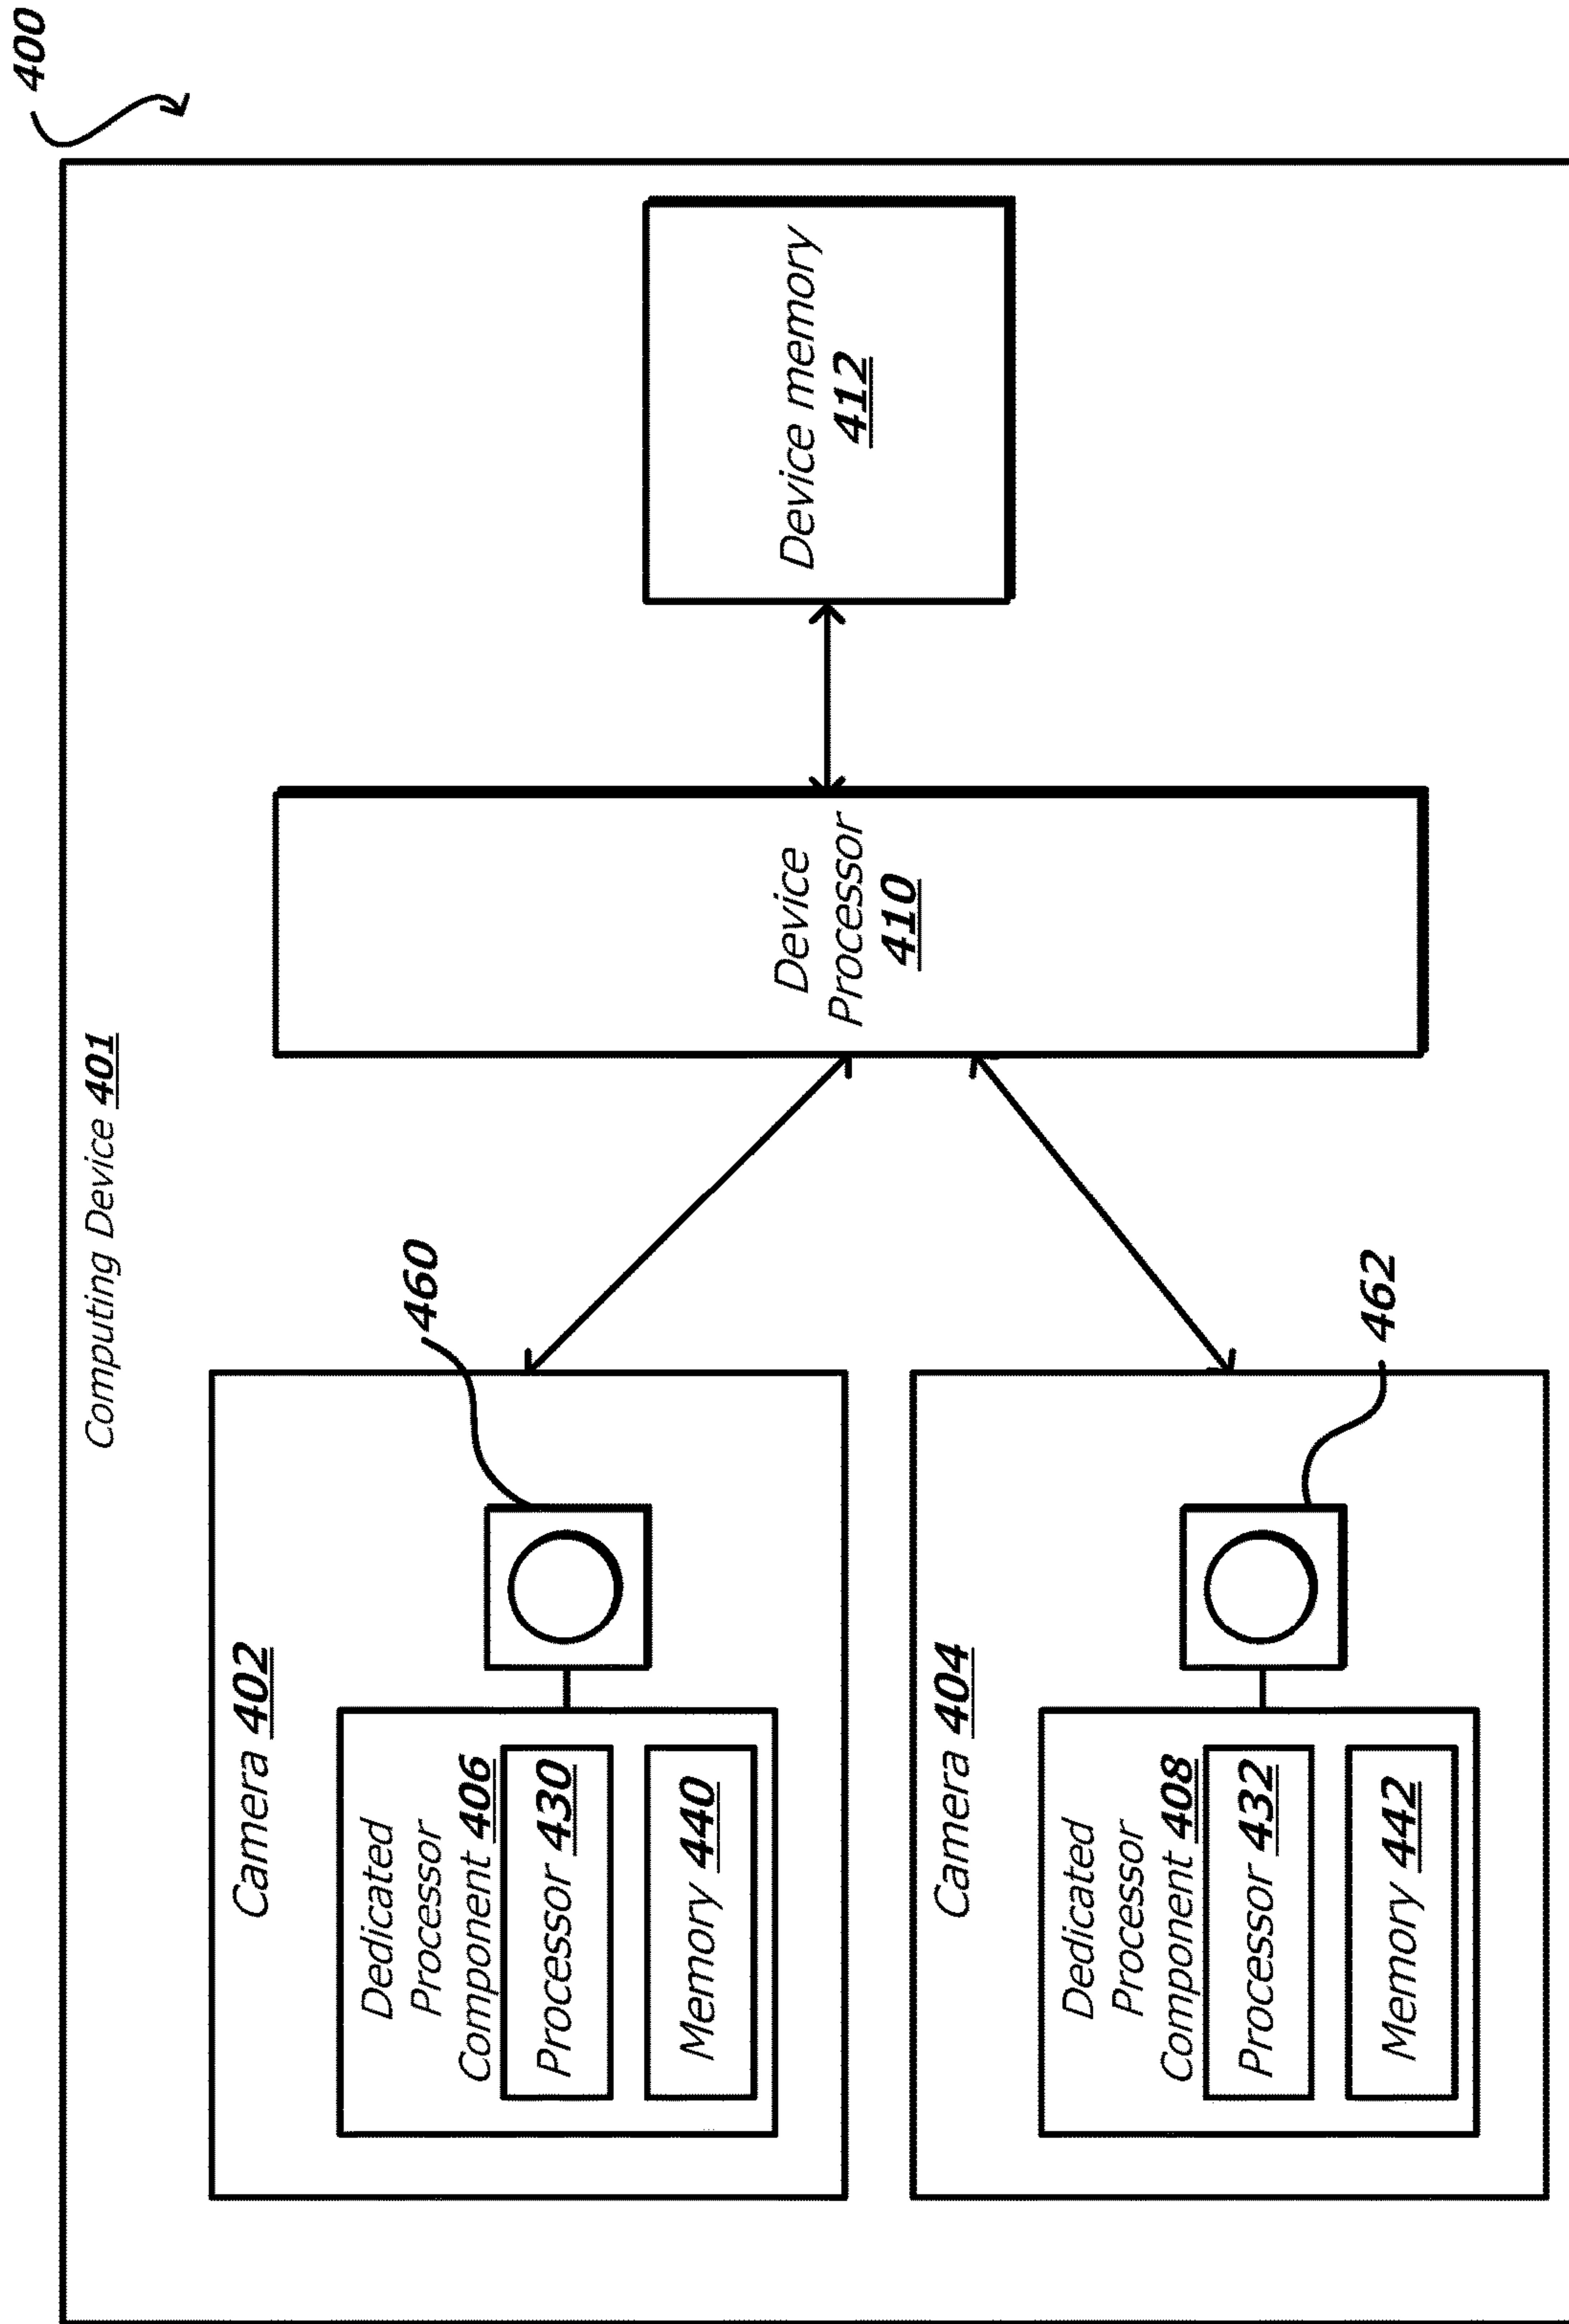 400
Computing Device 401
Camera 402
Dedicated
Processor
Component 406
Processor 430
Memory 440
460
Camera 404
Dedicated
Processor
Component 408
Processor 432
Memory 442
462
Device
Processor
410
Device memory
412